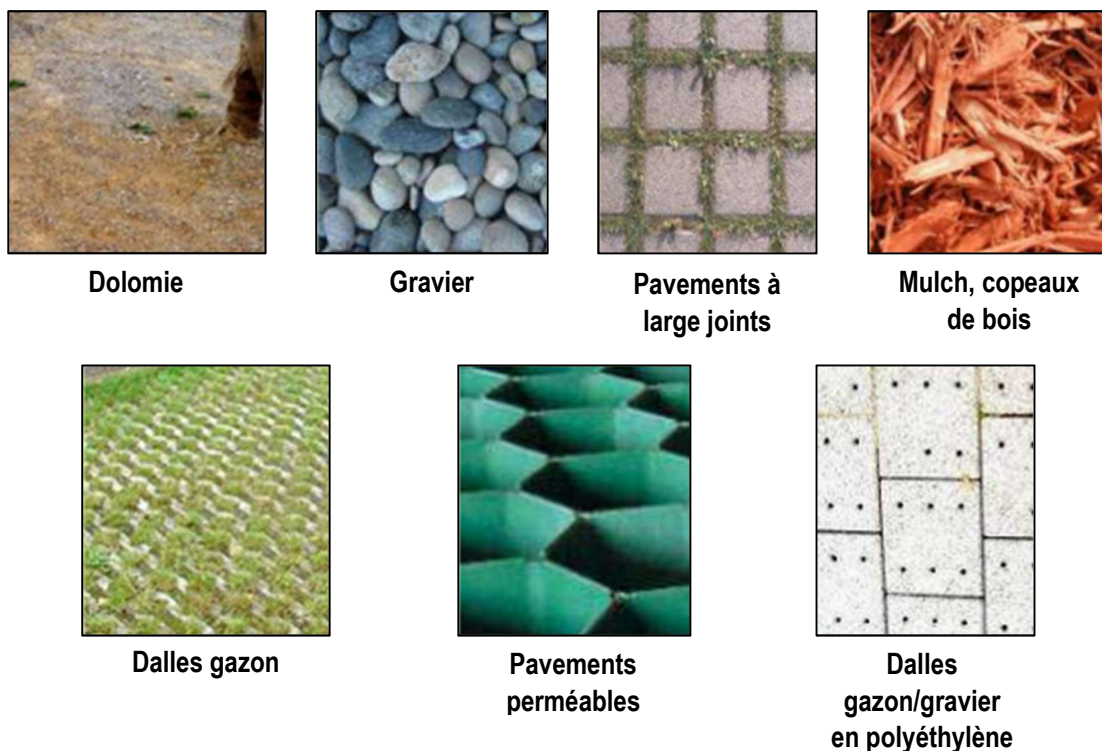 Dolomie
Gravier
Pavements à
large joints
Mulch, copeaux
de bois
Dalles gazon
Pavements
perméables
Dalles
gazon/gravier
en polyéthylène